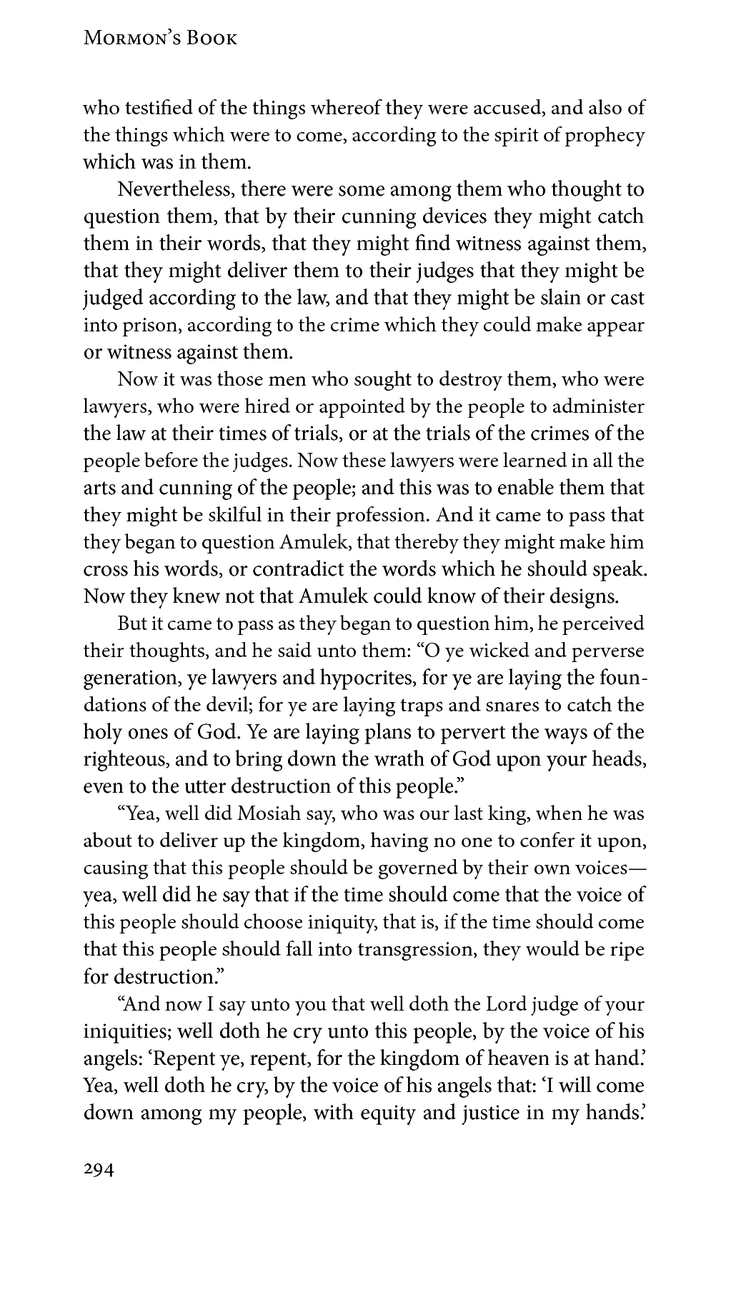 Mormon’s Book
who testified of the things whereof they were accused, and also of
the things which were to come, according to the spirit of prophecy
which was in them.
Nevertheless, there were some among them who thought to
question them, that by their cunning devices they might catch
them in their words, that they might find witness against them,
that they might deliver them to their judges that they might be
judged according to the law, and that they might be slain or cast
into prison, according to the crime which they could make appear
or witness against them.
Now it was those men who sought to destroy them, who were
lawyers, who were hired or appointed by the people to administer
the law at their times of trials, or at the trials of the crimes of the
people before the judges. Now these lawyers were learned in all the
arts and cunning of the people; and this was to enable them that
they might be skilful in their profession. And it came to pass that
they began to question Amulek, that thereby they might make him
cross his words, or contradict the words which he should speak.
Now they knew not that Amulek could know of their designs.
But it came to pass as they began to question him, he perceived
their thoughts, and he said unto them: “O ye wicked and perverse
generation, ye lawyers and hypocrites, for ye are laying the foun-
dations of the devil; for ye are laying traps and snares to catch the
holy ones of God. Ye are laying plans to pervert the ways of the
righteous, and to bring down the wrath of God upon your heads,
even to the utter destruction of this people.”
“Yea, well did Mosiah say, who was our last king, when he was
about to deliver up the kingdom, having no one to confer it upon,
causing that this people should be governed by their own voices—
yea, well did he say that if the time should come that the voice of
this people should choose iniquity, that is, if the time should come
that this people should fall into transgression, they would be ripe
for destruction.”
“And now I say unto you that well doth the Lord judge of your
iniquities; well doth he cry unto this people, by the voice of his
angels: ‘Repent ye, repent, for the kingdom of heaven is at hand.’
Yea, well doth he cry, by the voice of his angels that: ‘I will come
down among my people, with equity and justice in my hands.’
294